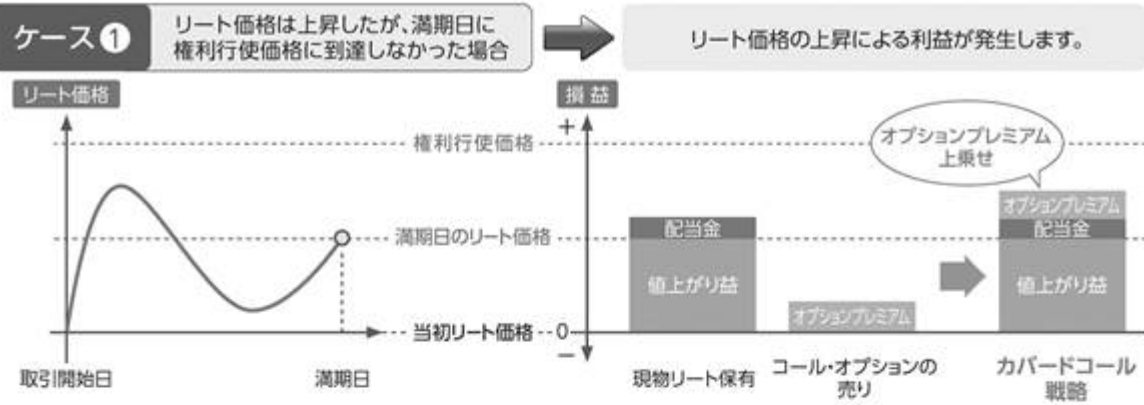 ケース❶
リート価格は上昇したが、満期日に
権利行使価格に到達しなかった場合
リート価格の上昇による利益が発生します。
リート価格
権利行使価格
満期日のリート価格
当初リート価格
取引開始日
満期日
損益
+
0
−
オプションプレミアム
上乗せ
配当金
値上がり益
オプションプレミアム
オプションプレミアム
配当金
値上がり益
現物リート保有
コール・オプションの
売り
カバードコール
戦略